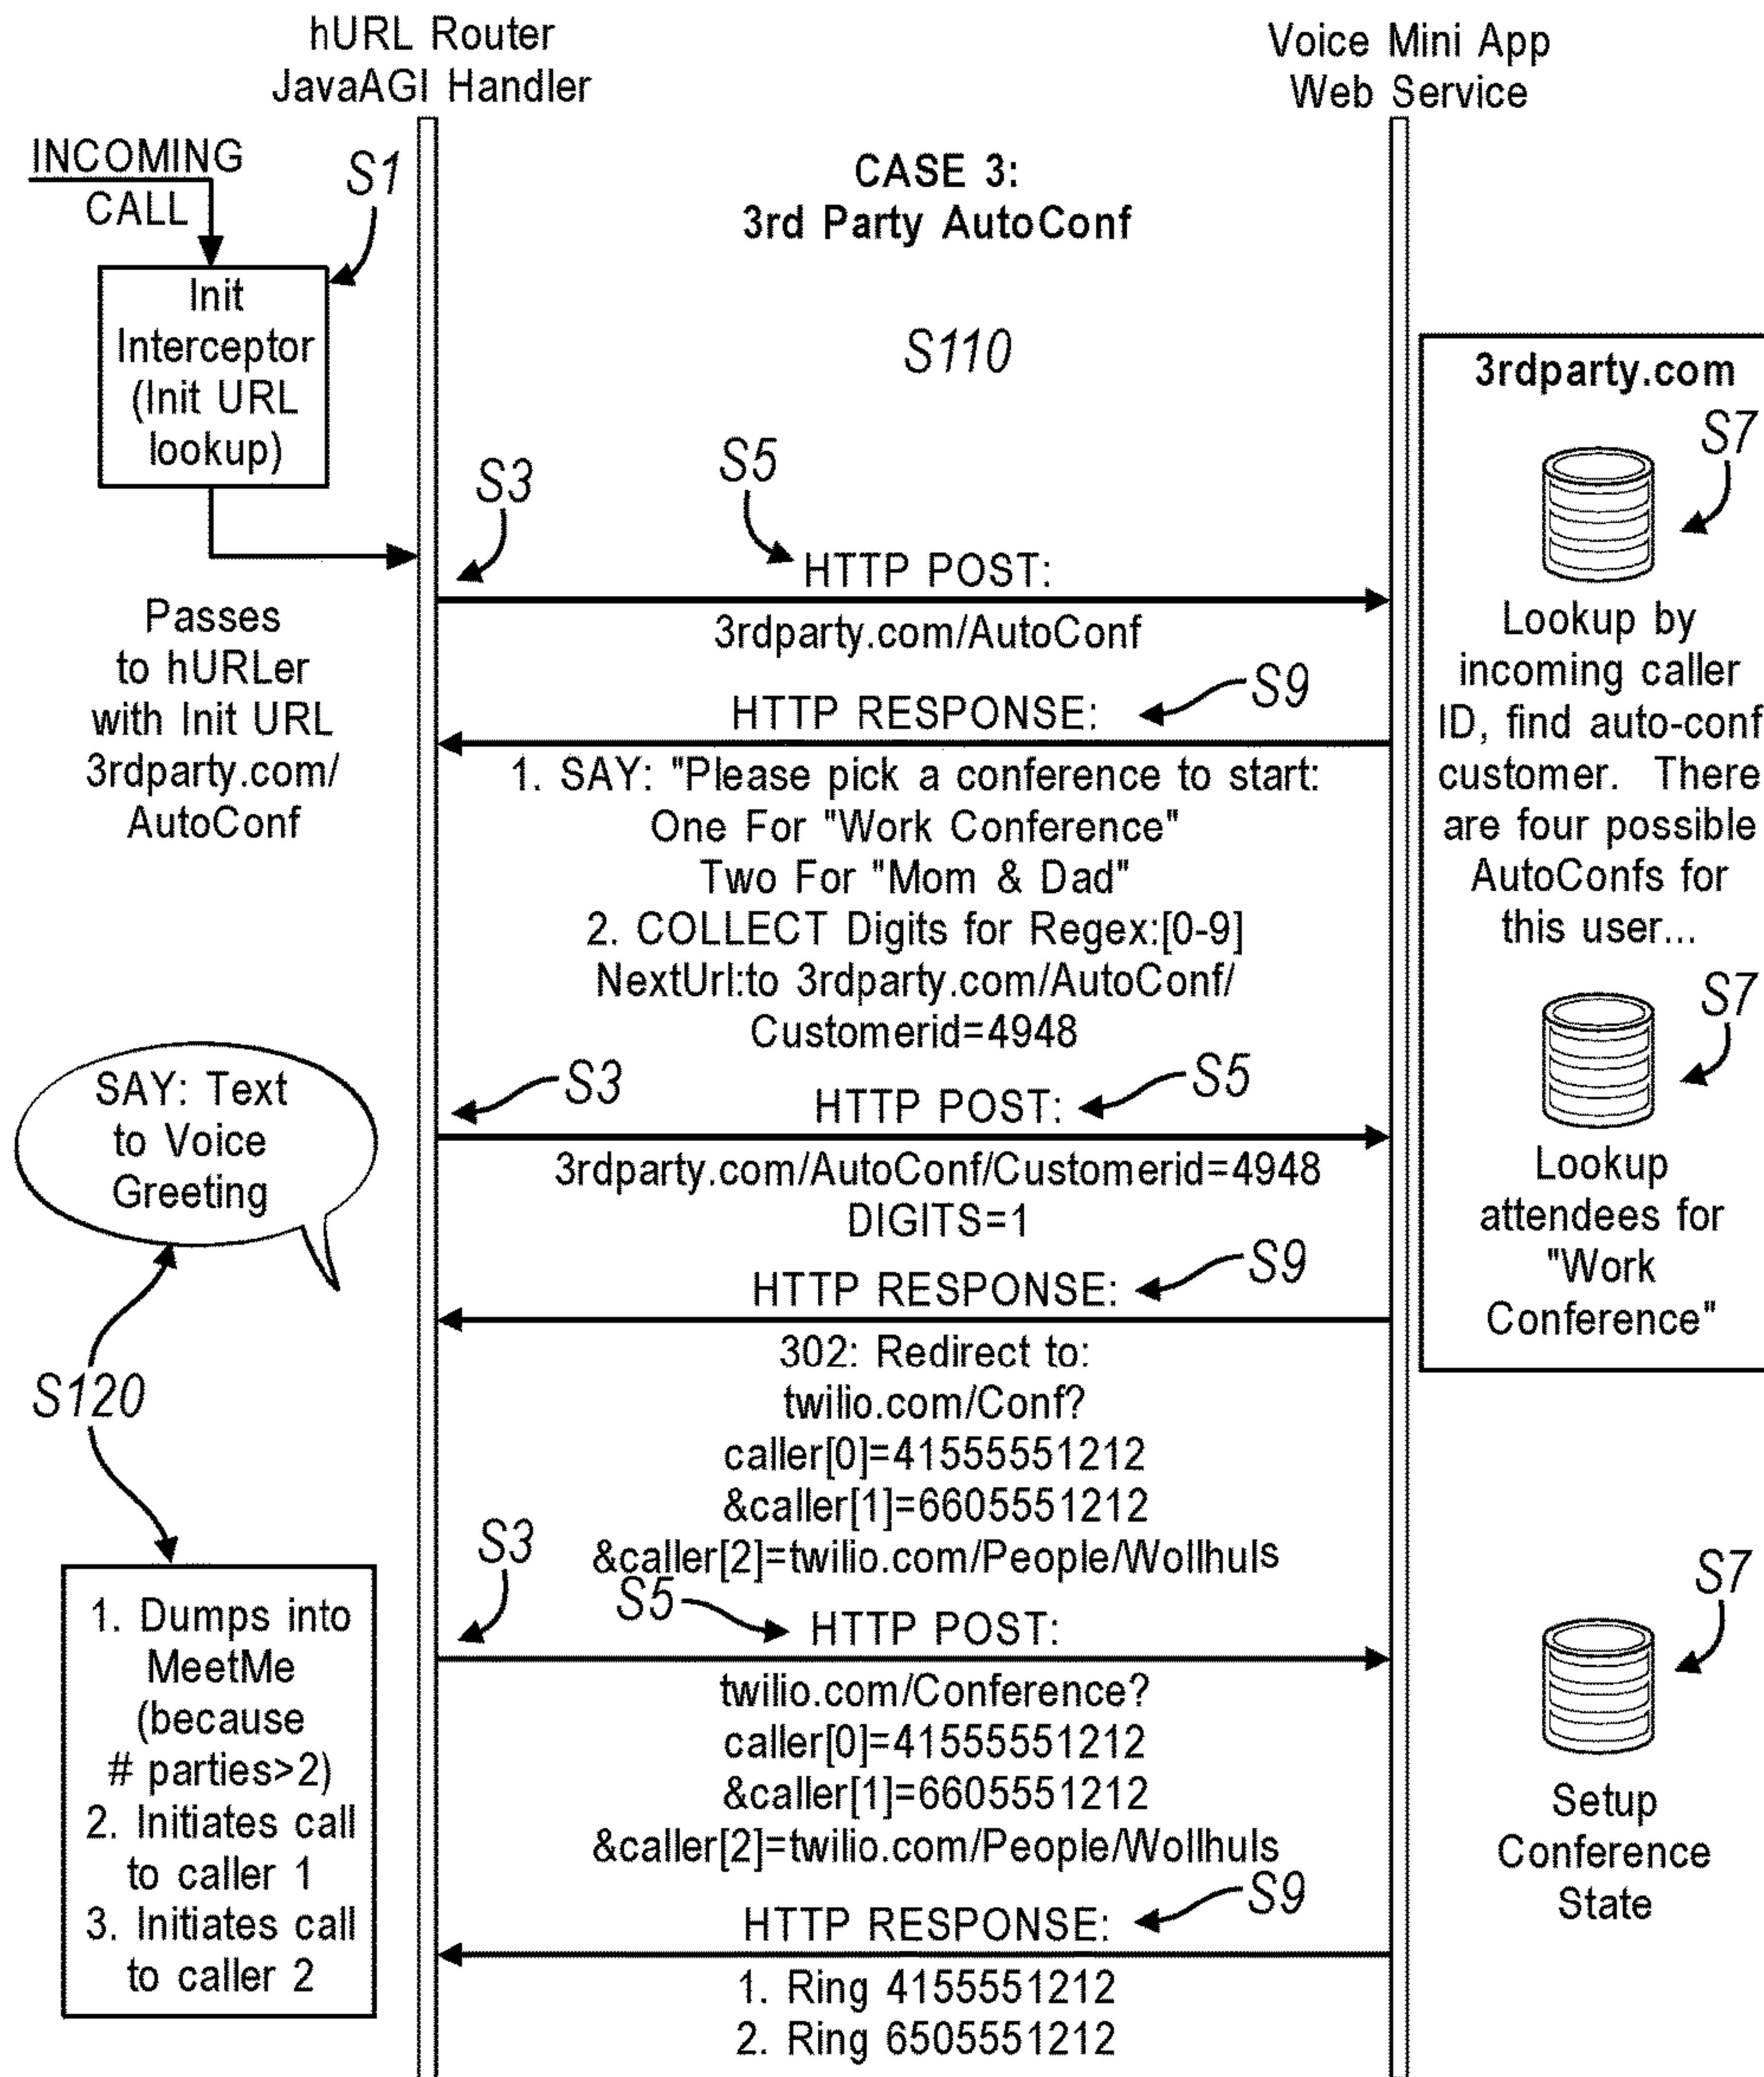 hURL Router
JavaAGI Handler
Voice Mini App
Web Service
INCOMING
CALL
S1
Init
Interceptor
(Init URL
lookup)
Passes
to hURLer
with Init URL
3rdparty.com/
AutoConf
CASE 3:
3rd Party AutoConf
S110
S3
S5
HTTP POST:
3rdparty.com/AutoConf
HTTP RESPONSE:
S9
1. SAY: "Please pick a conference to start:
One For "Work Conference"
Two For "Mom & Dad"
2. COLLECT Digits for Regex:[0-9]
NextUrl:to 3rdparty.com/AutoConf/
Customerid=4948
S3
HTTP POST:
S5
3rdparty.com/AutoConf/Customerid=4948
DIGITS=1
HTTP RESPONSE:
S9
302: Redirect to:
twilio.com/Conf?
caller[0]=41555551212
&caller[1]=6605551212
&caller[2]=twilio.com/People/Wollhuls
S3
S5
HTTP POST:
twilio.com/Conference?
caller[0]=41555551212
&caller[1]=6605551212
&caller[2]=twilio.com/People/Wollhuls
HTTP RESPONSE:
S9
1. Ring 4155551212
2. Ring 6505551212
SAY: Text
to Voice
Greeting
S120
1. Dumps into
MeetMe
(because
# parties>2)
2. Initiates call
to caller 1
3. Initiates call
to caller 2
3rdparty.com
S7
Lookup by
incoming caller
ID, find auto-conf
customer. There
are four possible
AutoConfs for
this user...
S7
Lookup
attendees for
"Work
Conference"
S7
Setup
Conference
State